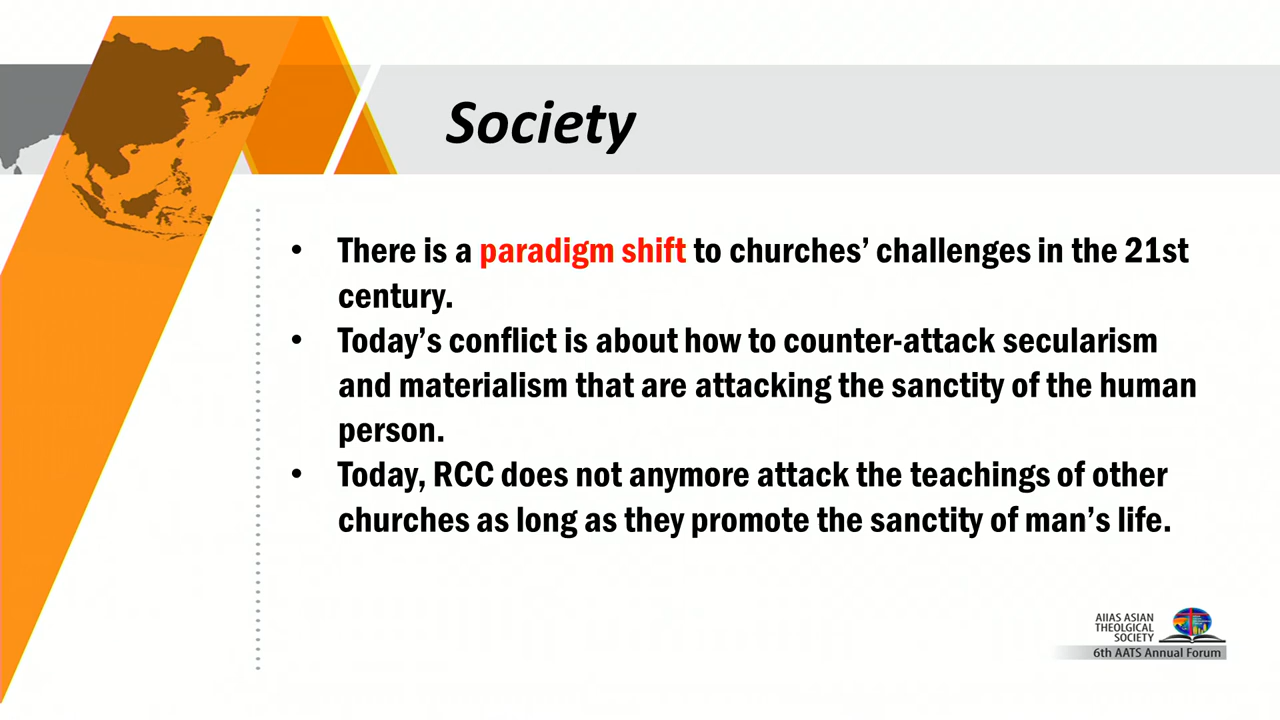 Society
• There is a paradigm shift to churches’ challenges in the 21st
century.
• Today’s conflict is about how to counter-attack secularism
and materialism that are attacking the sanctity of the human
person.
• Today, RCC does not anymore attack the teachings of other
churches as long as they promote the sanctity of man’s life.
AIIAS ASIAN
THEOLGICAL
SOCIETY
6th AATS Annual Forum